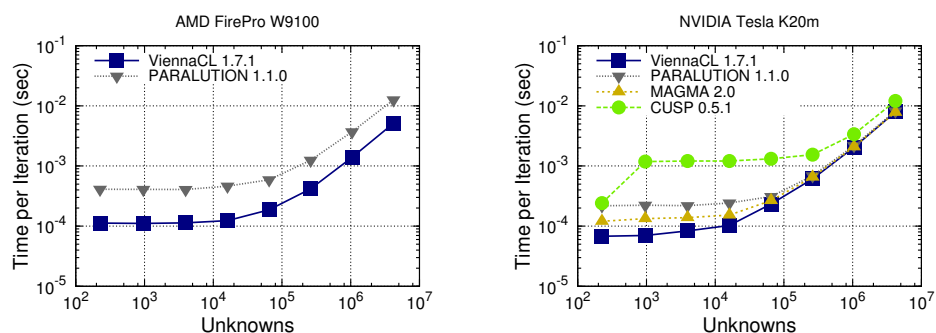 AMD FirePro W9100
10^-1
10^-2
10^-3
10^-4
10^-5
Time per Iteration (sec)
ViennaCL 1.7.1
PARALUTION 1.1.0
10^2 10^3 10^4 10^5 10^6 10^7
Unknowns
NVIDIA Tesla K20m
10^-1
10^-2
10^-3
10^-4
10^-5
Time per Iteration (sec)
ViennaCL 1.7.1
PARALUTION 1.1.0
MAGMA 2.0
CUSP 0.5.1
10^2 10^3 10^4 10^5 10^6 10^7
Unknowns